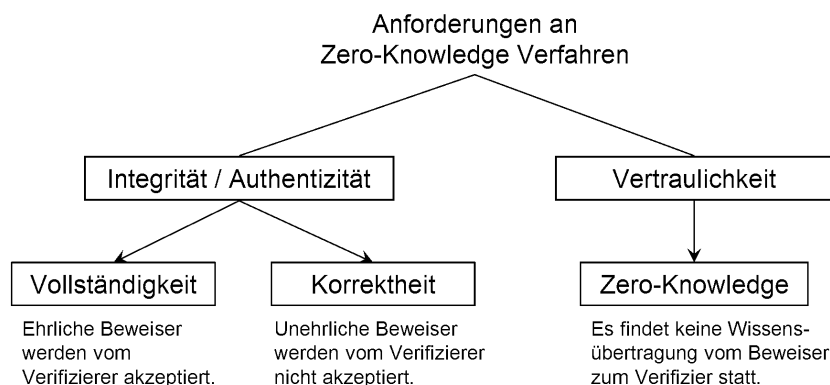 Anforderungen an
Zero-Knowledge Verfahren
Integrität / Authentizität
Vertraulichkeit
Vollständigkeit
Korrektheit
Zero-Knowledge
Ehrliche Beweiser
werden vom
Verifizierer akzeptiert.
Unehrliche Beweiser
werden vom Verifizierer
nicht akzeptiert.
Es findet keine Wissens-
übertragung vom Beweiser
zum Verifizier statt.